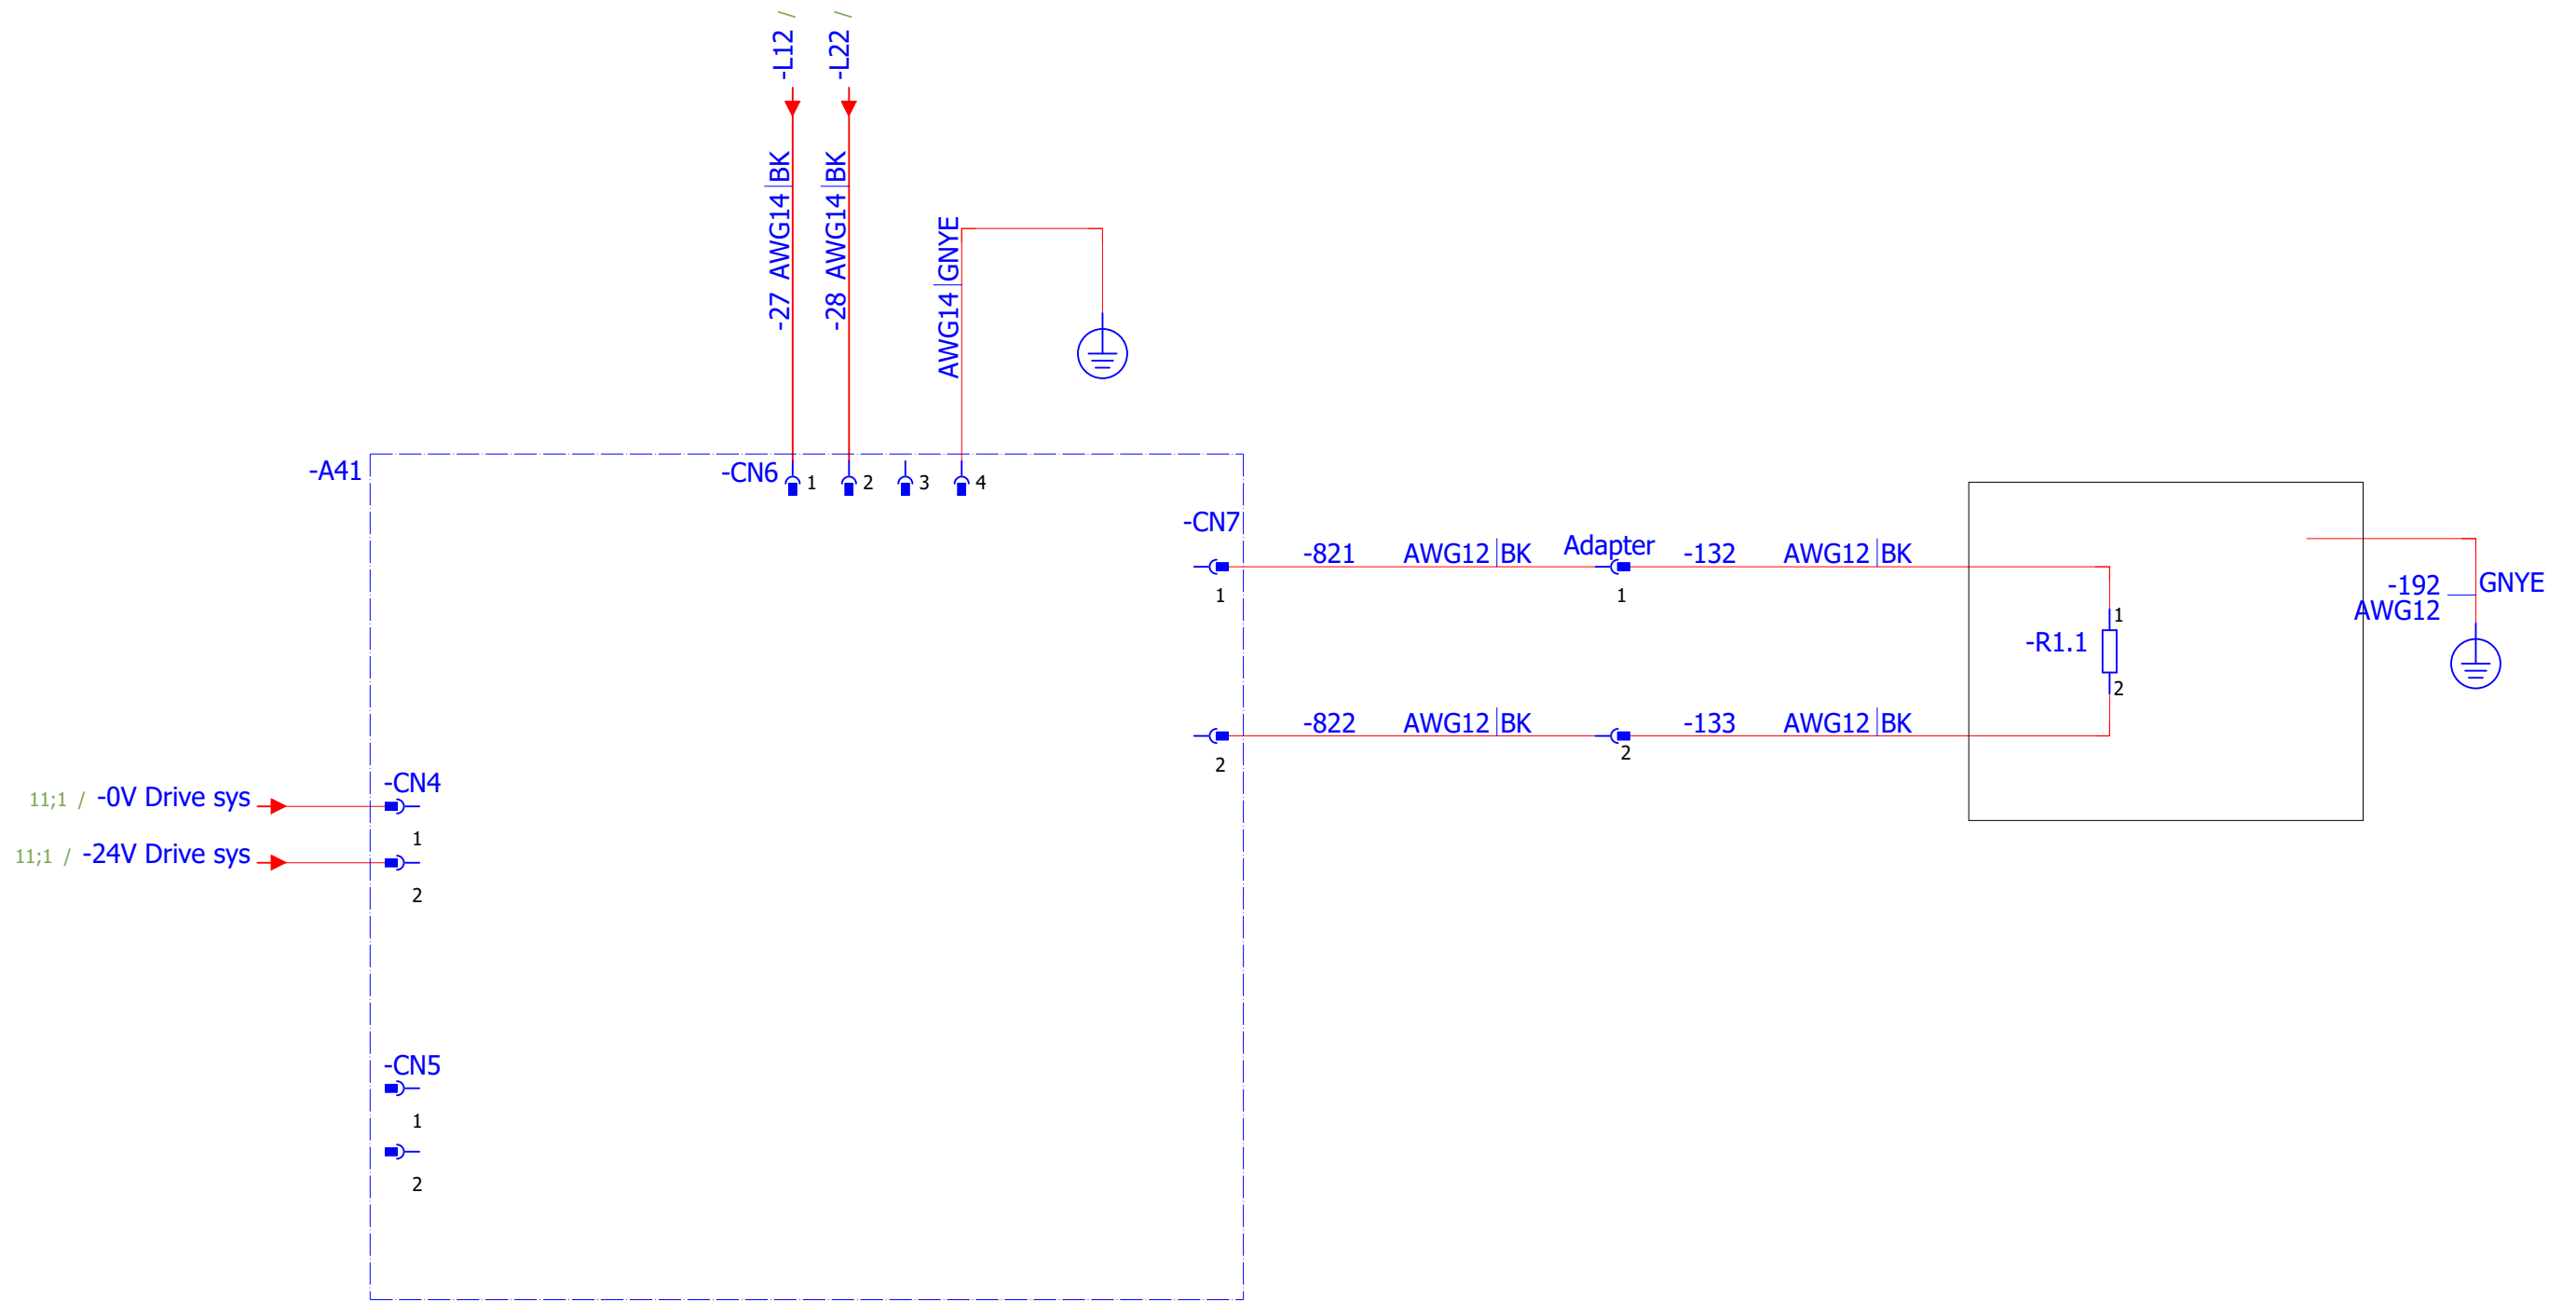 -L12 /
-L22 /
-27 AWG14 BK
-28 AWG14 BK
AWG14 GNYE
-A41
-CN6
1
2
3
4
-CN7
-821 AWG12 BK
Adapter
-132 AWG12 BK
1
1
-192
AWG12
GNYE
1
-R1.1
2
-822 AWG12 BK
-133 AWG12 BK
2
2
-CN4
11;1 / -0V Drive sys
1
11;1 / -24V Drive sys
2
-CN5
1
2